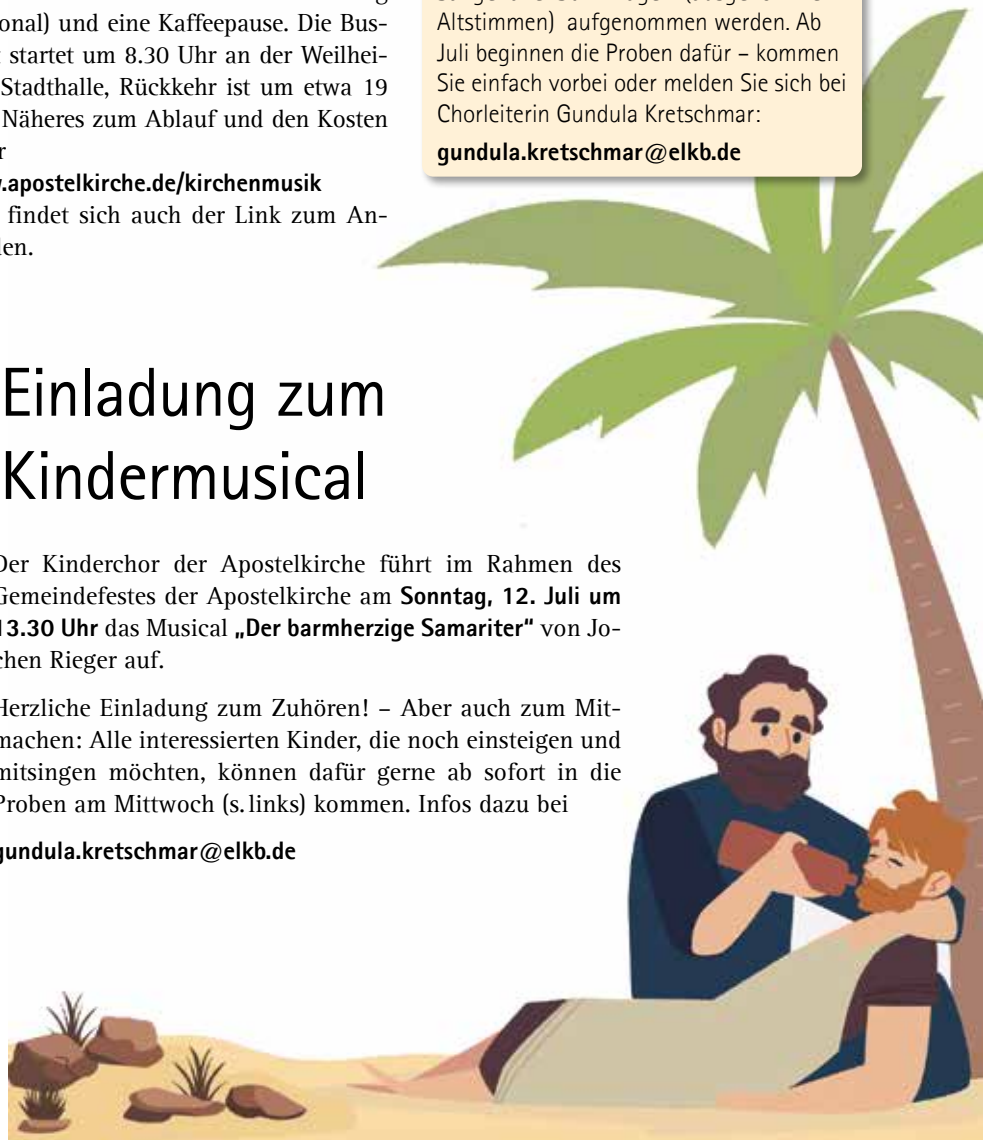 und eine Kaffeepause. Die Bus-
startet um 8.30 Uhr an der Weilhei-
Stadthalle, Rückkehr ist um etwa 19
Näheres zum Ablauf und den Kosten
.apostelkirche.de/kirchenmusik
findet sich auch der Link zum An-
Altstimmen) aufgenommen werden. Ab
Juli beginnen die Proben dafür – kommen
Sie einfach vorbei oder melden Sie sich bei
Chorleiterin Gundula Kretschmar:
gundula.kretschmar@elkb.de
Einladung zum
Kindermusical
Der Kinderchor der Apostelkirche führt im Rahmen des
Gemeindefestes der Apostelkirche am Sonntag, 12. Juli um
13.30 Uhr das Musical „Der barmherzige Samariter“ von Jo-
chen Rieger auf.
Herzliche Einladung zum Zuhören! – Aber auch zum Mit-
machen: Alle interessierten Kinder, die noch einsteigen und
mitsingen möchten, können dafür gerne ab sofort in die
Proben am Mittwoch (s. links) kommen. Infos dazu bei
gundula.kretschmar@elkb.de